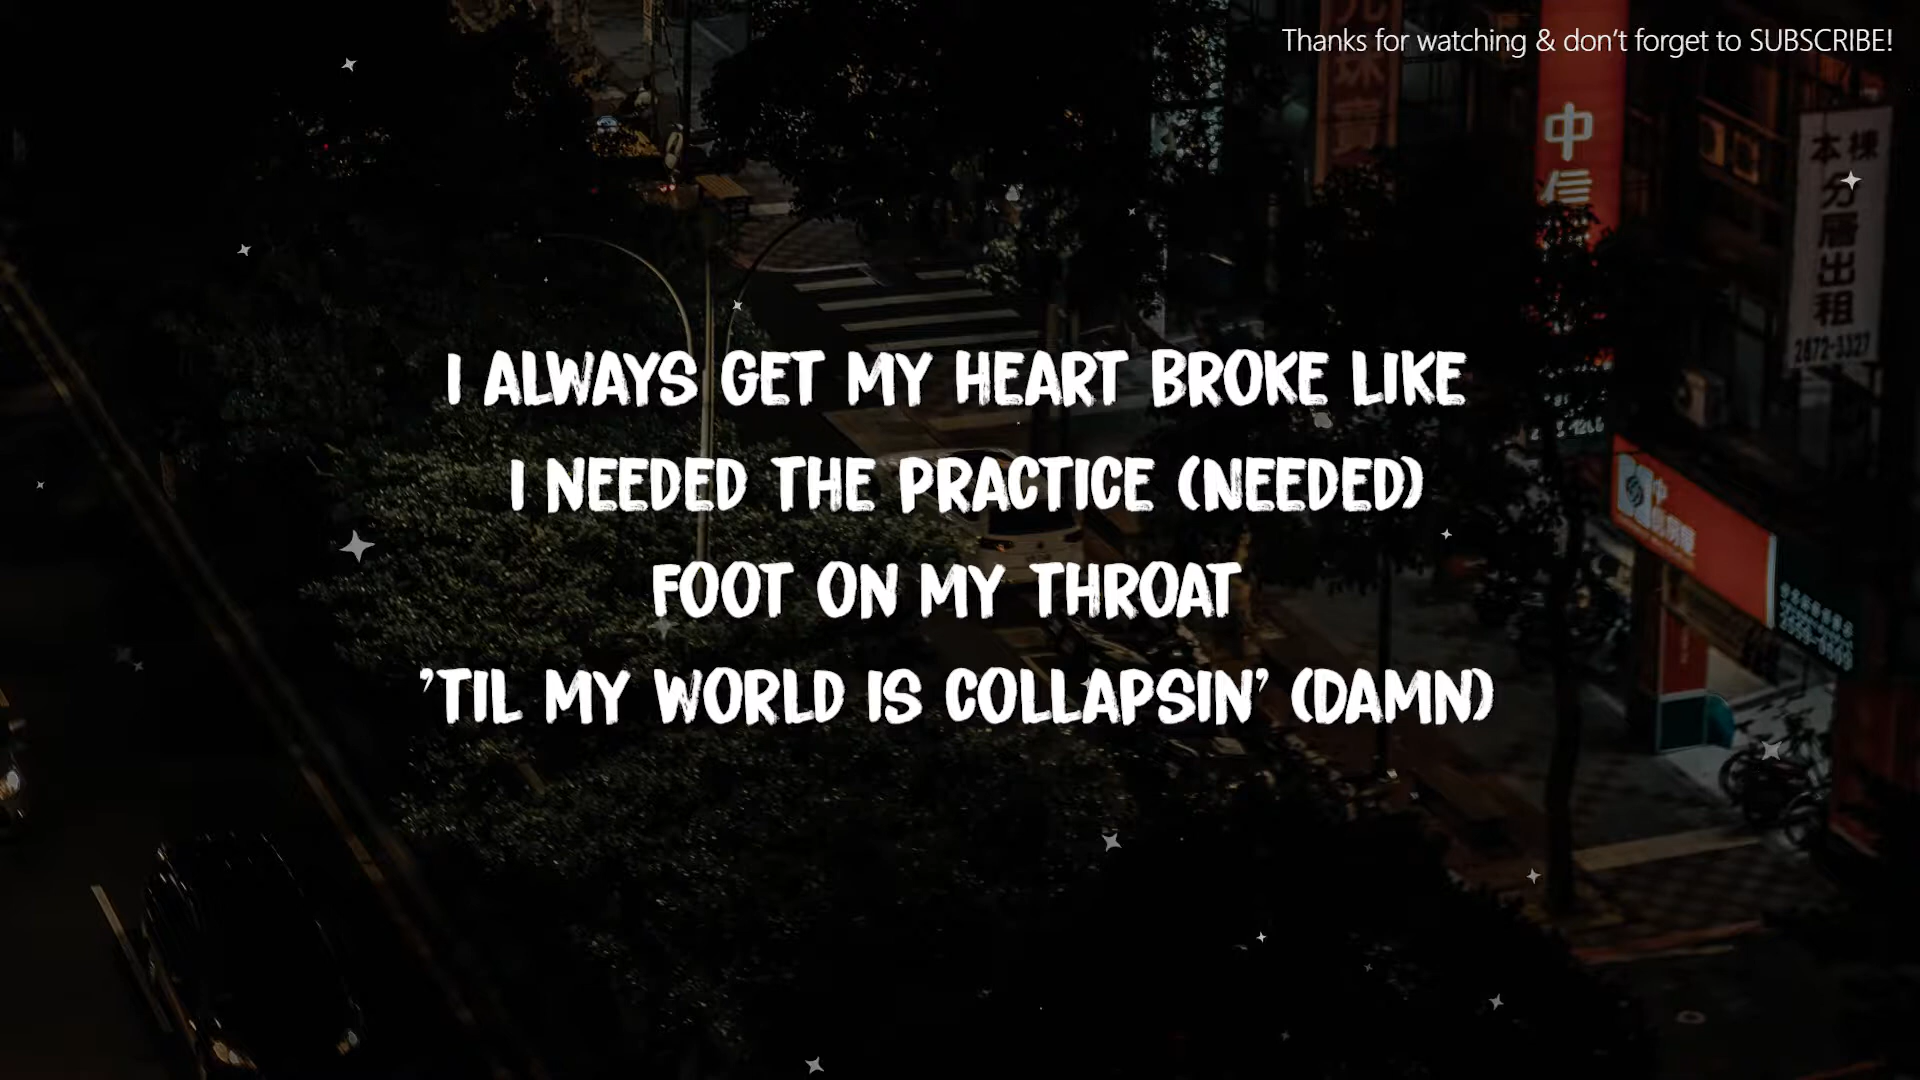 Thanks for watching & don't forget to SUBSCRIBE!
中信
本棟
分層出租
2872-3327
I ALWAYS GET MY HEART BROKE LIKE
I NEEDED THE PRACTICE (NEEDED)
FOOT ON MY THROAT
'TIL MY WORLD IS COLLAPSIN' (DAMN)